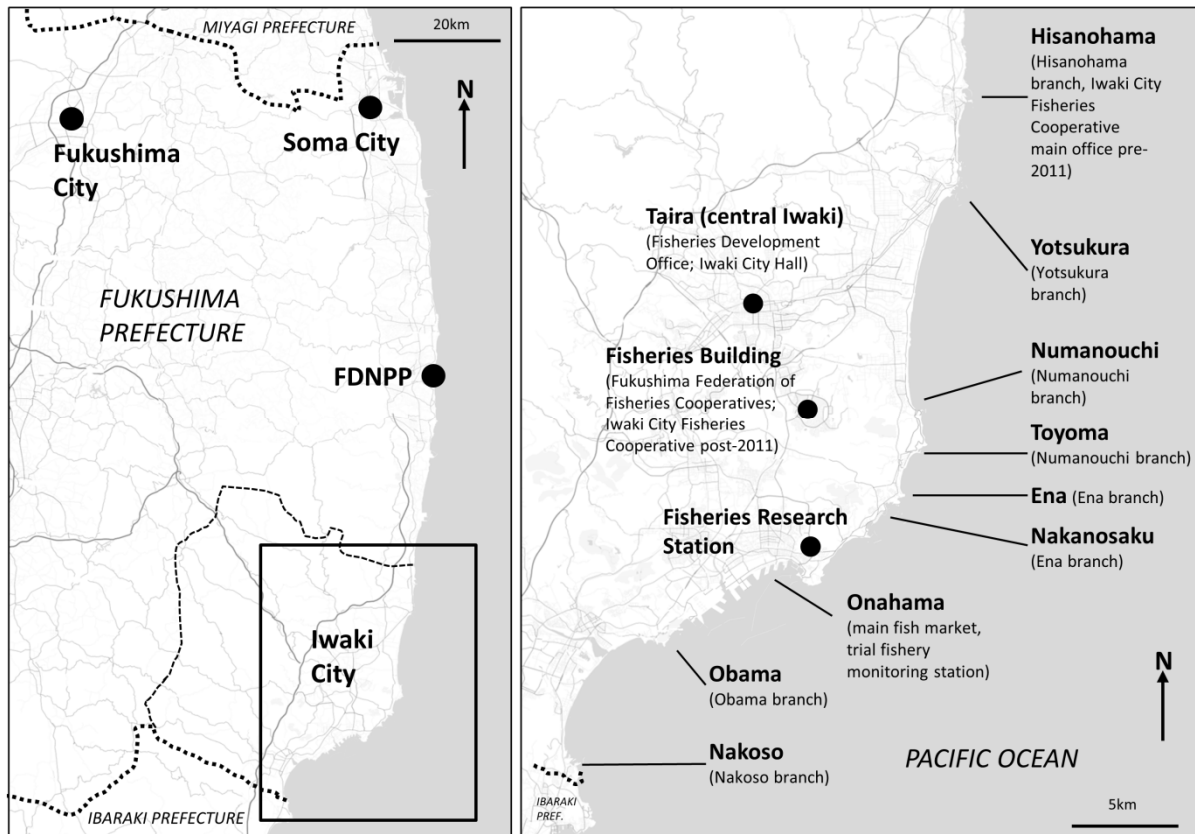 MIYAGI PREFECTURE
20km
N
Fukushima
City
Soma City
FUKUSHIMA
PREFECTURE
FDNPP
Iwaki
City
IBARAKI PREFECTURE
Hisanohama
(Hisanohama
branch, Iwaki City
Fisheries
Cooperative
main office pre-
2011)
Taira (central Iwaki)
(Fisheries Development
Office; Iwaki City Hall)
Yotsukura
(Yotsukura
branch)
Fisheries Building
(Fukushima Federation of
Fisheries Cooperatives;
Iwaki City Fisheries
Cooperative post-2011)
Numanouchi
(Numanouchi
branch)
Toyoma
(Numanouchi branch)
Ena (Ena branch)
Fisheries Research
Station
Nakanosaku
(Ena branch)
Onahama
(main fish market,
trial fishery
monitoring station)
Obama
(Obama branch)
N
Nakoso
(Nakoso branch)
PACIFIC OCEAN
IBARAKI
PREF.
5km